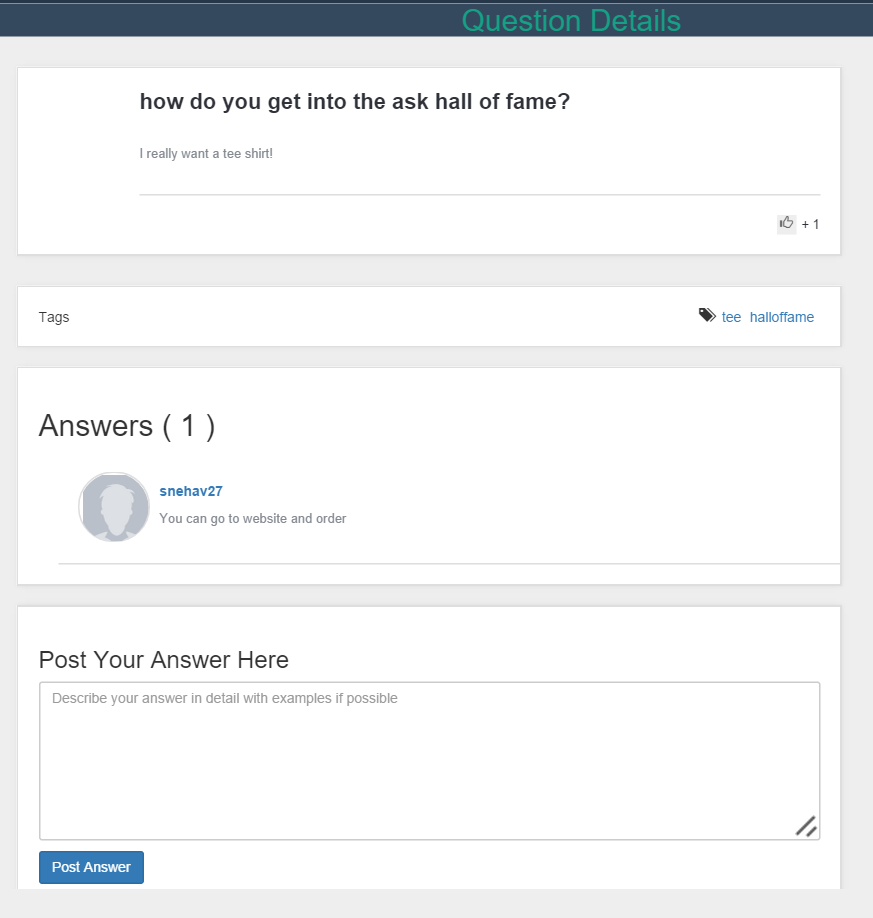 Question Details
how do you get into the ask hall of fame?
I really want a tee shirt!
+ 1
Tags tee halloffame
Answers ( 1 )
snehav27
You can go to website and order
Post Your Answer Here
Describe your answer in detail with examples if possible
Post Answer